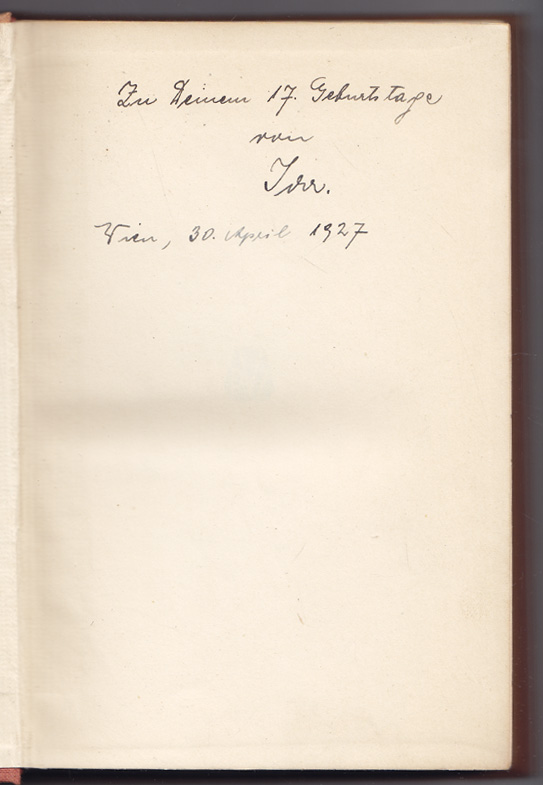 Zu Deinem 17. Geburtstage
von
Wien, 30. April 1927